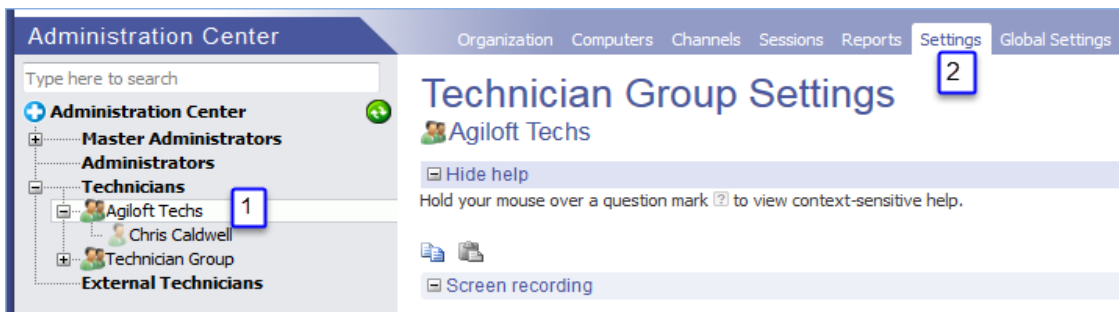 Administration Center
Organization Computers Channels Sessions Reports Settings Global Settings
2
Type here to search
Administration Center
Master Administrators
Administrators
Technicians
Agiloft Techs
1
Chris Caldwell
Technician Group
External Technicians
Technician Group Settings
Agiloft Techs
Hide help
Hold your mouse over a question mark ? to view context-sensitive help.
Screen recording